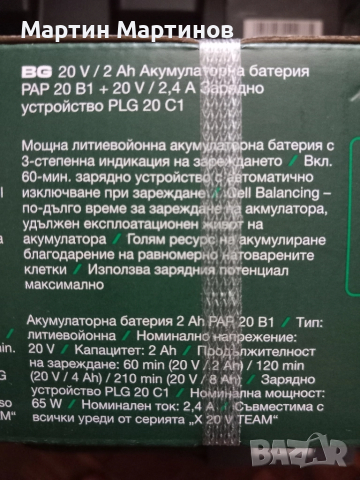 Мартин Мартинов
BG 20 V / 2 Ah Акумулаторна батерия
PAP 20 B1 + 20 V / 2,4 A Зарядно
устройство PLG 20 C1
Мощна литиевойонна акумулаторна батерия с
3-степенна индикация на зареждането / Вкл.
60-мин. зарядно устройство с автоматично
изключване при зареждане / Cell Balancing –
по-дълго време за зареждане на акумулатора,
удължен експлоатационен живот на
акумулатора / Голям ресурс на акумулиране
благодарение на равномерно натоварените
клетки / Използва зарядния потенциал
максимално
Акумулаторна батерия 2 Ah PAP 20 B1 / Тип:
литиевойонна / Номинално напрежение:
20 V / Капацитет: 2 Ah / Продължителност
на зареждане: 60 min (20 V / 2 Ah) / 120 min
(20 V / 4 Ah) / 210 min (20 V / 8 Ah) / Зарядно
устройство PLG 20 C1 / Номинална мощност:
65 W / Номинален ток: 2,4 A / Съвместима с
всички уреди от серията „X 20 V TEAM“
min.
G
so
AM“
BAZAR.bg